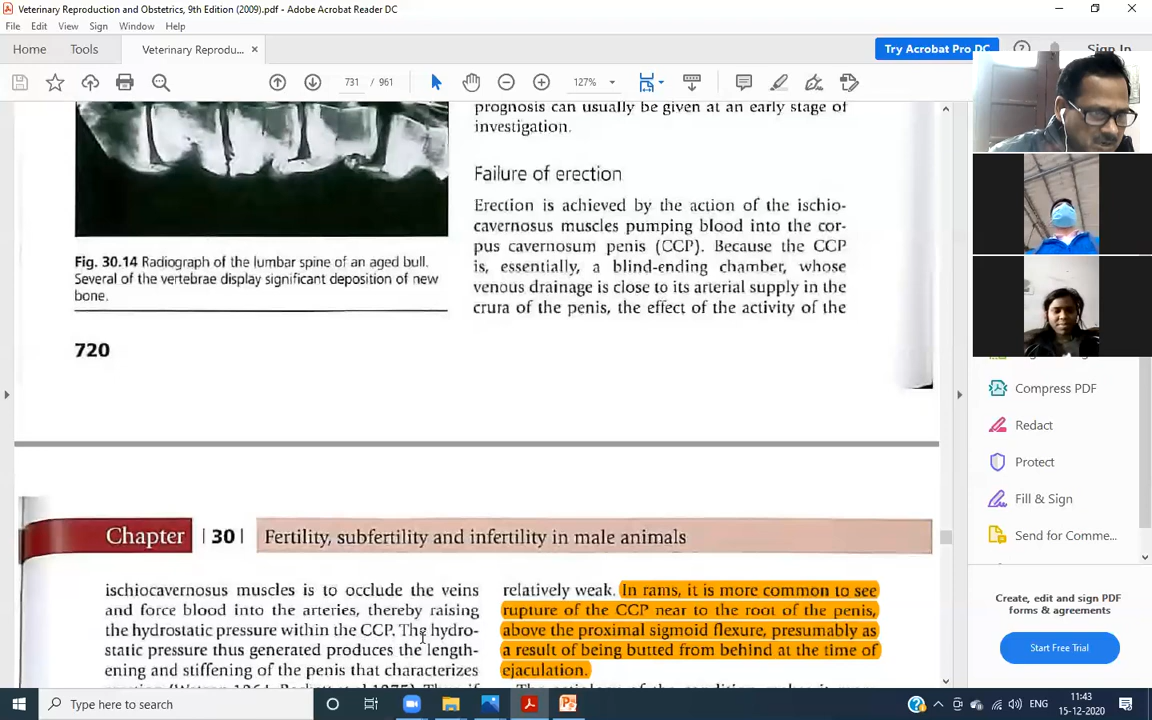 Veterinary Reproduction and Obstetrics, 9th Edition (2009).pdf - Adobe Acrobat Reader DC
File Edit View Sign Window Help
Home Tools Veterinary Reprodu... × Try Acrobat Pro DC Sign In
731 / 961 127%
prognosis can usually be given at an early stage of
investigation.
Failure of erection
Erection is achieved by the action of the ischio-
cavernosus muscles pumping blood into the cor-
pus cavernosum penis (CCP). Because the CCP
is, essentially, a blind-ending chamber, whose
venous drainage is close to its arterial supply in the
crura of the penis, the effect of the activity of the
Fig. 30.14 Radiograph of the lumbar spine of an aged bull.
Several of the vertebrae display significant deposition of new
bone.
720
Chapter | 30 | Fertility, subfertility and infertility in male animals
ischiocavernosus muscles is to occlude the veins
and force blood into the arteries, thereby raising
the hydrostatic pressure within the CCP. The hydro-
static pressure thus generated produces the length-
ening and stiffening of the penis that characterizes
relatively weak. In rams, it is more common to see
rupture of the CCP near to the root of the penis,
above the proximal sigmoid flexure, presumably as
a result of being butted from behind at the time of
ejaculation.
Compress PDF
Redact
Protect
Fill & Sign
Send for Comme...
Create, edit and sign PDF
forms & agreements
Start Free Trial
Type here to search
ENG
11:43
15-12-2020